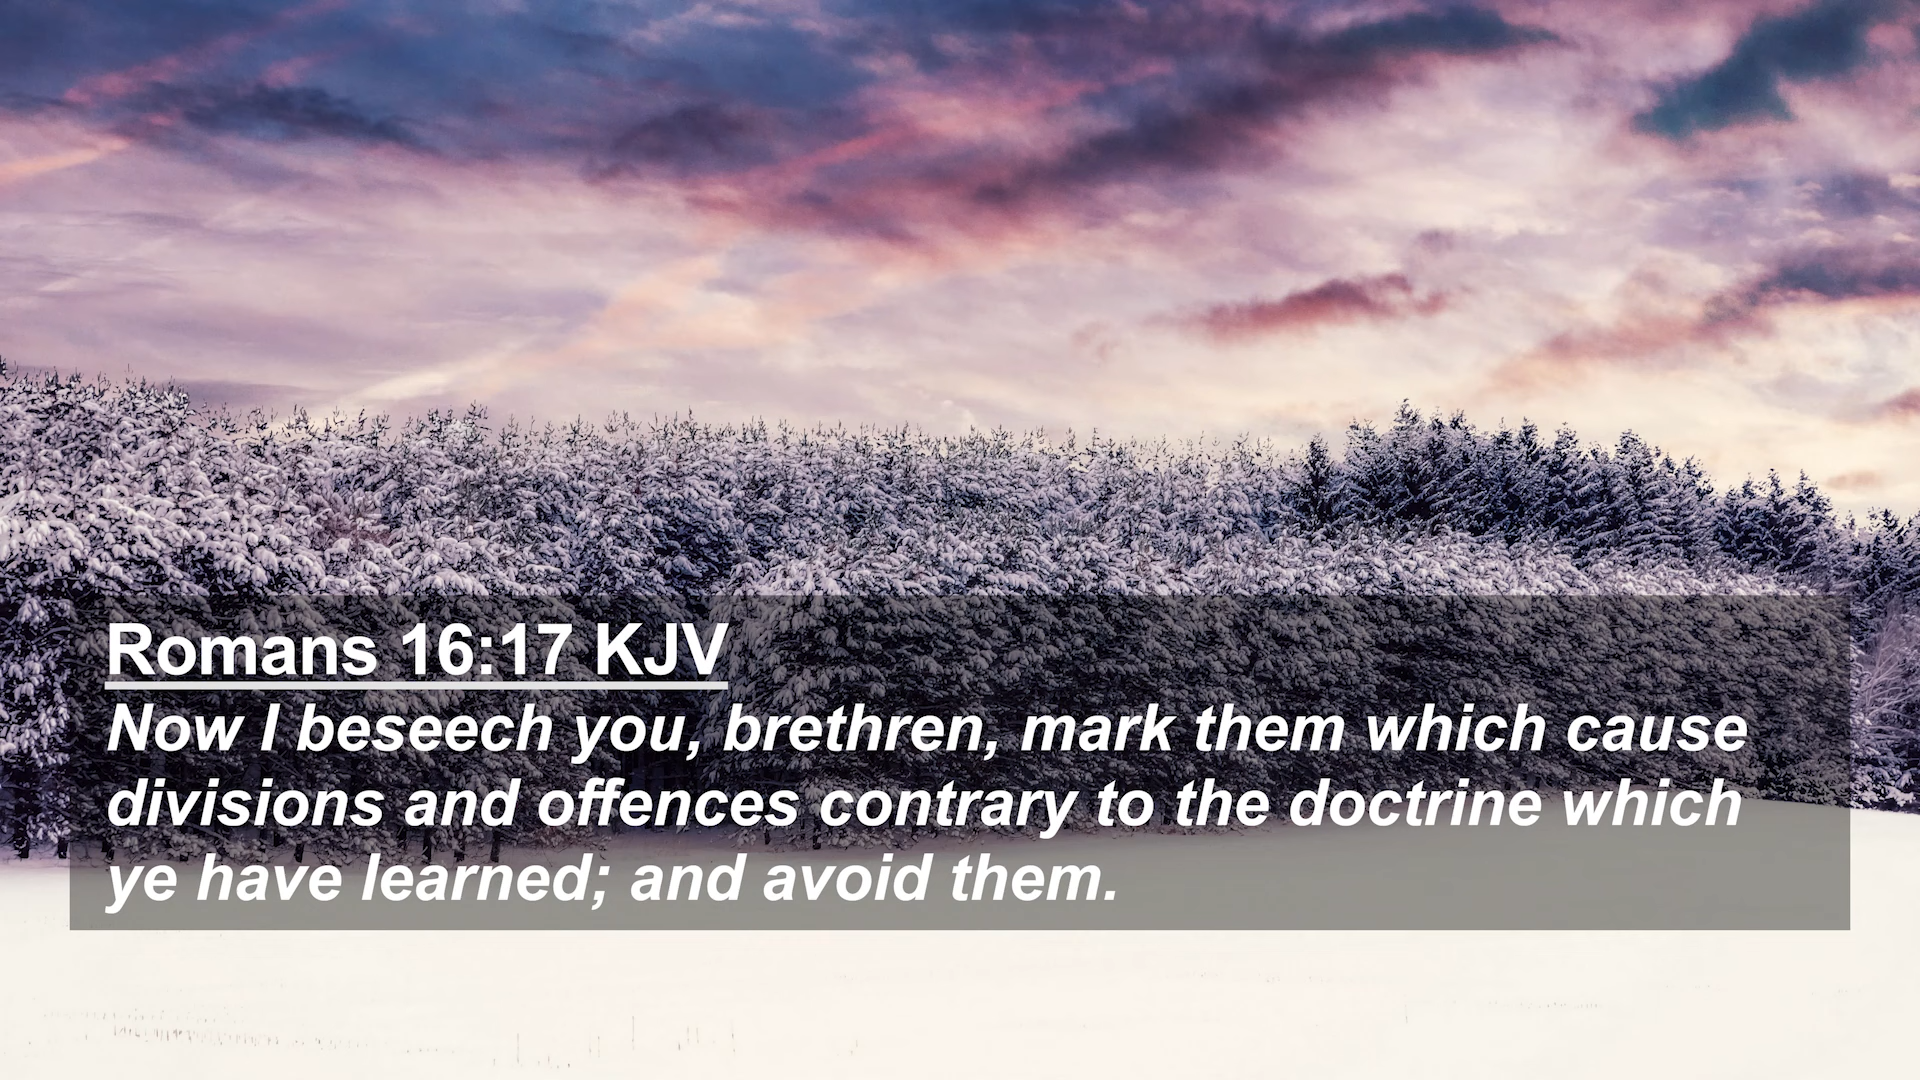 Romans 16:17 KJV
Now I beseech you, brethren, mark them which cause
divisions and offences contrary to the doctrine which
ye have learned; and avoid them.